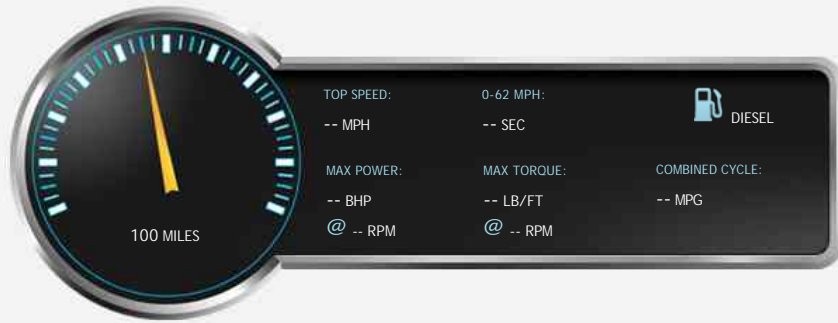 TOP SPEED:
-- MPH
0-62 MPH:
-- SEC
DIESEL
MAX POWER:
-- BHP
@ -- RPM
MAX TORQUE:
-- LB/FT
@ -- RPM
COMBINED CYCLE:
-- MPG
100 MILES